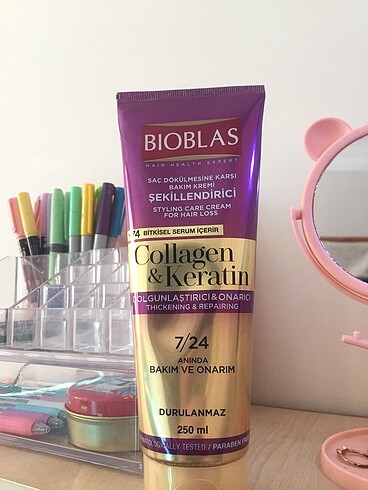 BIOBLAS
HAIR HEALTH EXPERT
SAÇ DÖKÜLMESİNE KARŞI
BAKIM KREMİ
ŞEKİLLENDİRİCİ
STYLING CARE CREAM
FOR HAIR LOSS
BİTKİSEL SERUM İÇERİR
Collagen
& Keratin
DOLGUNLAŞTIRICI & ONARICI
THICKENING & REPAIRING
7/24
ANINDA
BAKIM VE ONARIM
DURULANMAZ
250 ml
TESTED / PARABEN